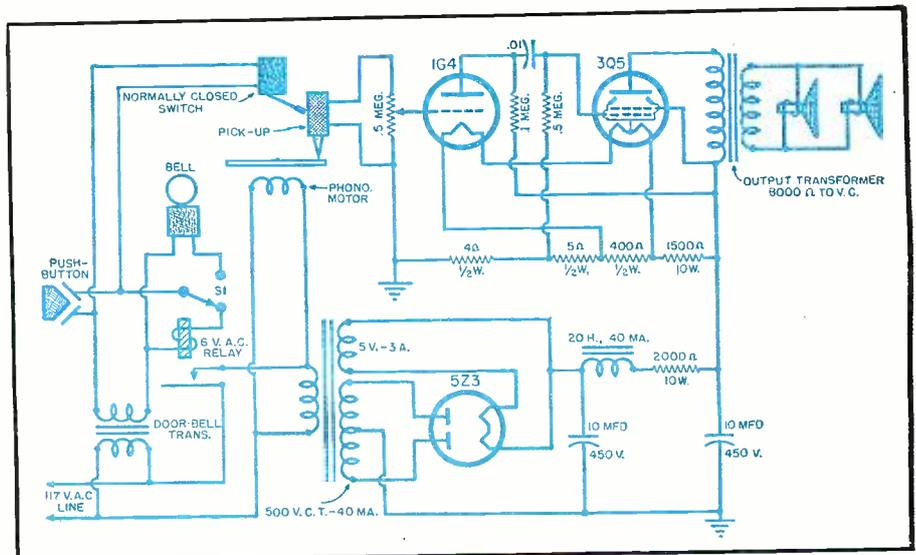 .01
1G4
3Q5
NORMALLY CLOSED
SWITCH
PICK-UP
.5 MEG.
.1 MEG.
.5 MEG.
BELL
PHONO.
MOTOR
OUTPUT TRANSFORMER
8000 Ω TO V.C.
PUSH-
BUTTON
S1
4Ω
½W.
5Ω
½W.
400Ω
½W.
1500Ω
10W.
6 V. A.C.
RELAY
5 V.-3 A.
5Z3
20 H., 40 MA.
2000Ω
10W.
DOOR-BELL
TRANS.
10 MFD
450 V.
10 MFD
450 V.
117 V.A.C
LINE
500 V.C.T.-40 MA.